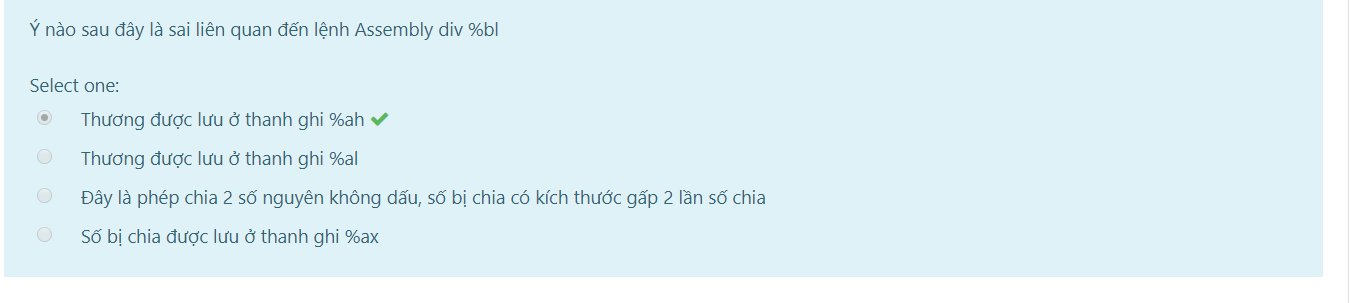 Ý nào sau đây là sai liên quan đến lệnh Assembly div %bl
Select one:
Thương được lưu ở thanh ghi %ah
Thương được lưu ở thanh ghi %al
Đây là phép chia 2 số nguyên không dấu, số bị chia có kích thước gấp 2 lần số chia
Số bị chia được lưu ở thanh ghi %ax